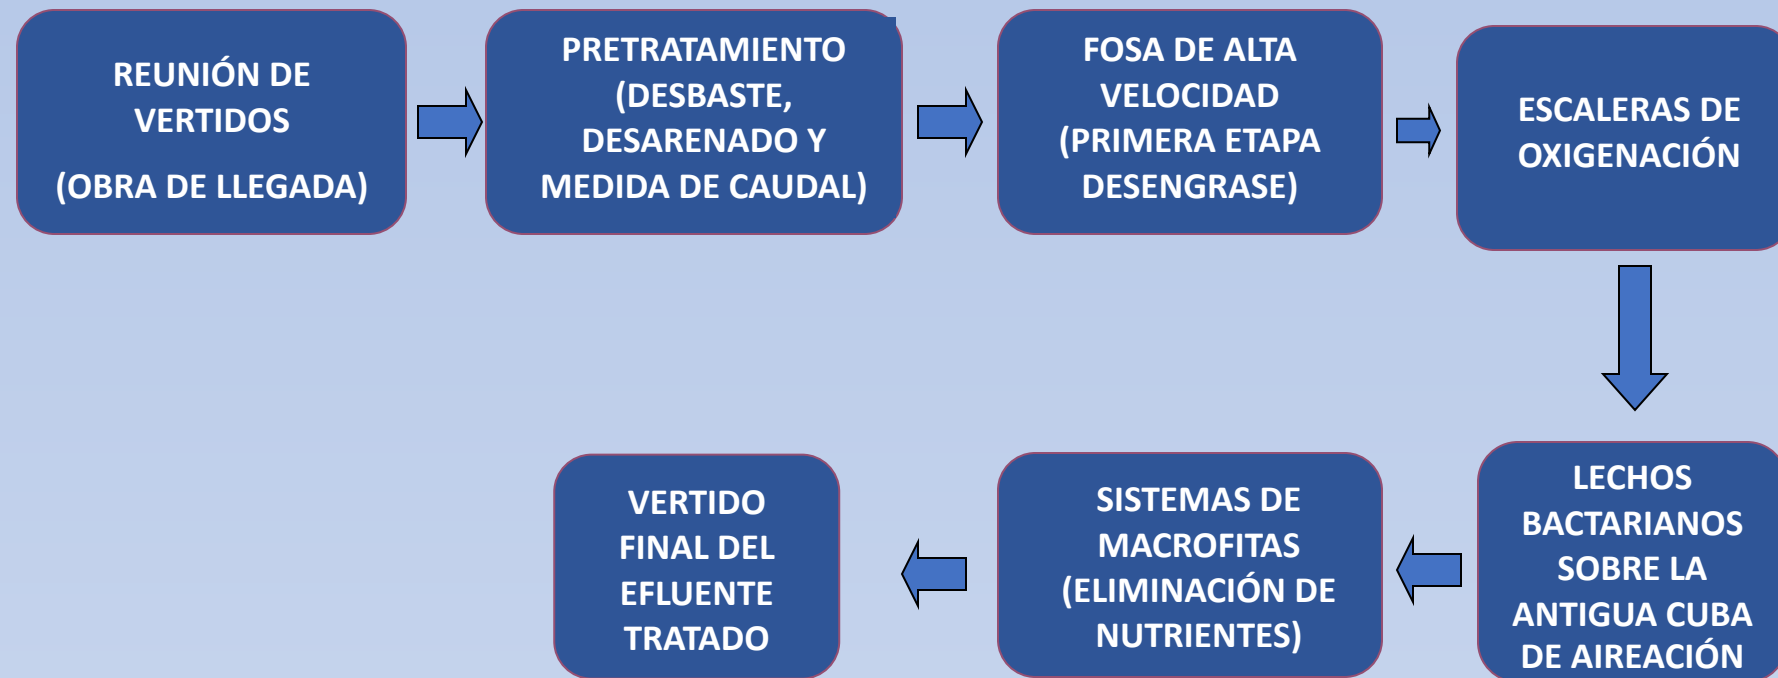 REUNIÓN DE
VERTIDOS
(OBRA DE LLEGADA)
PRETRATAMIENTO
(DESBASTE,
DESARENADO Y
MEDIDA DE CAUDAL)
FOSA DE ALTA
VELOCIDAD
(PRIMERA ETAPA
DESENGRASE)
ESCALERAS DE
OXIGENACIÓN
LECHOS
BACTARIANOS
SOBRE LA
ANTIGUA CUBA
DE AIREACIÓN
SISTEMAS DE
MACROFITAS
(ELIMINACIÓN DE
NUTRIENTES)
VERTIDO
FINAL DEL
EFLUENTE
TRATADO